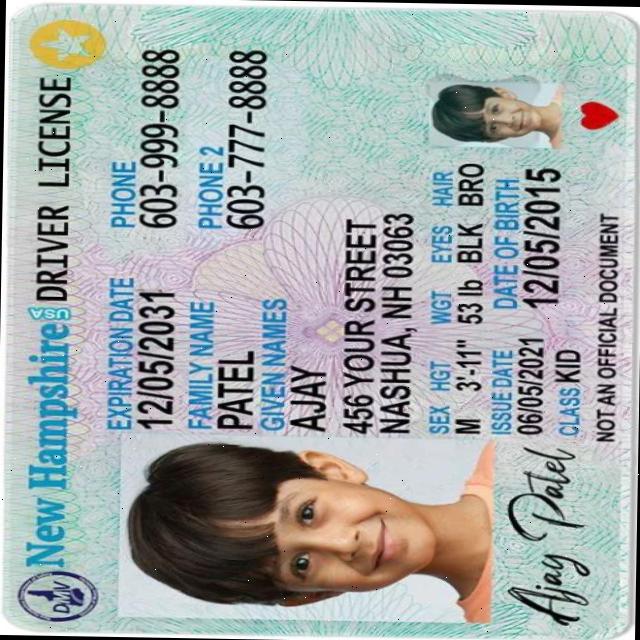 New Hampshire USA DRIVER LICENSE
DMV
EXPIRATION DATE PHONE
12/05/2031 603-999-8888
FAMILY NAME PHONE 2
PATEL 603-777-8888
GIVEN NAMES
AJAY
456 YOUR STREET
NASHUA, NH 03063
SEX HGT WGT EYES HAIR
M 3'-11" 53 lb BLK BRO
ISSUE DATE DATE OF BIRTH
06/05/2021 12/05/2015
CLASS KID
NOT AN OFFICIAL DOCUMENT
Ajay Patel